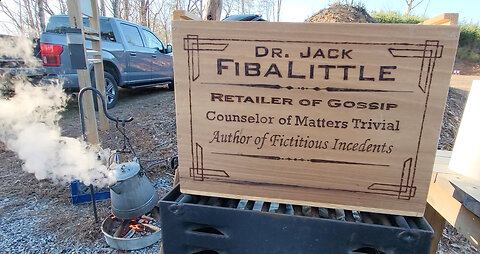 DR. JACK
FIBALITTLE
RETAILER OF GOSSIP
Counselor of Matters Trivial
Author of Fictitious Incedents